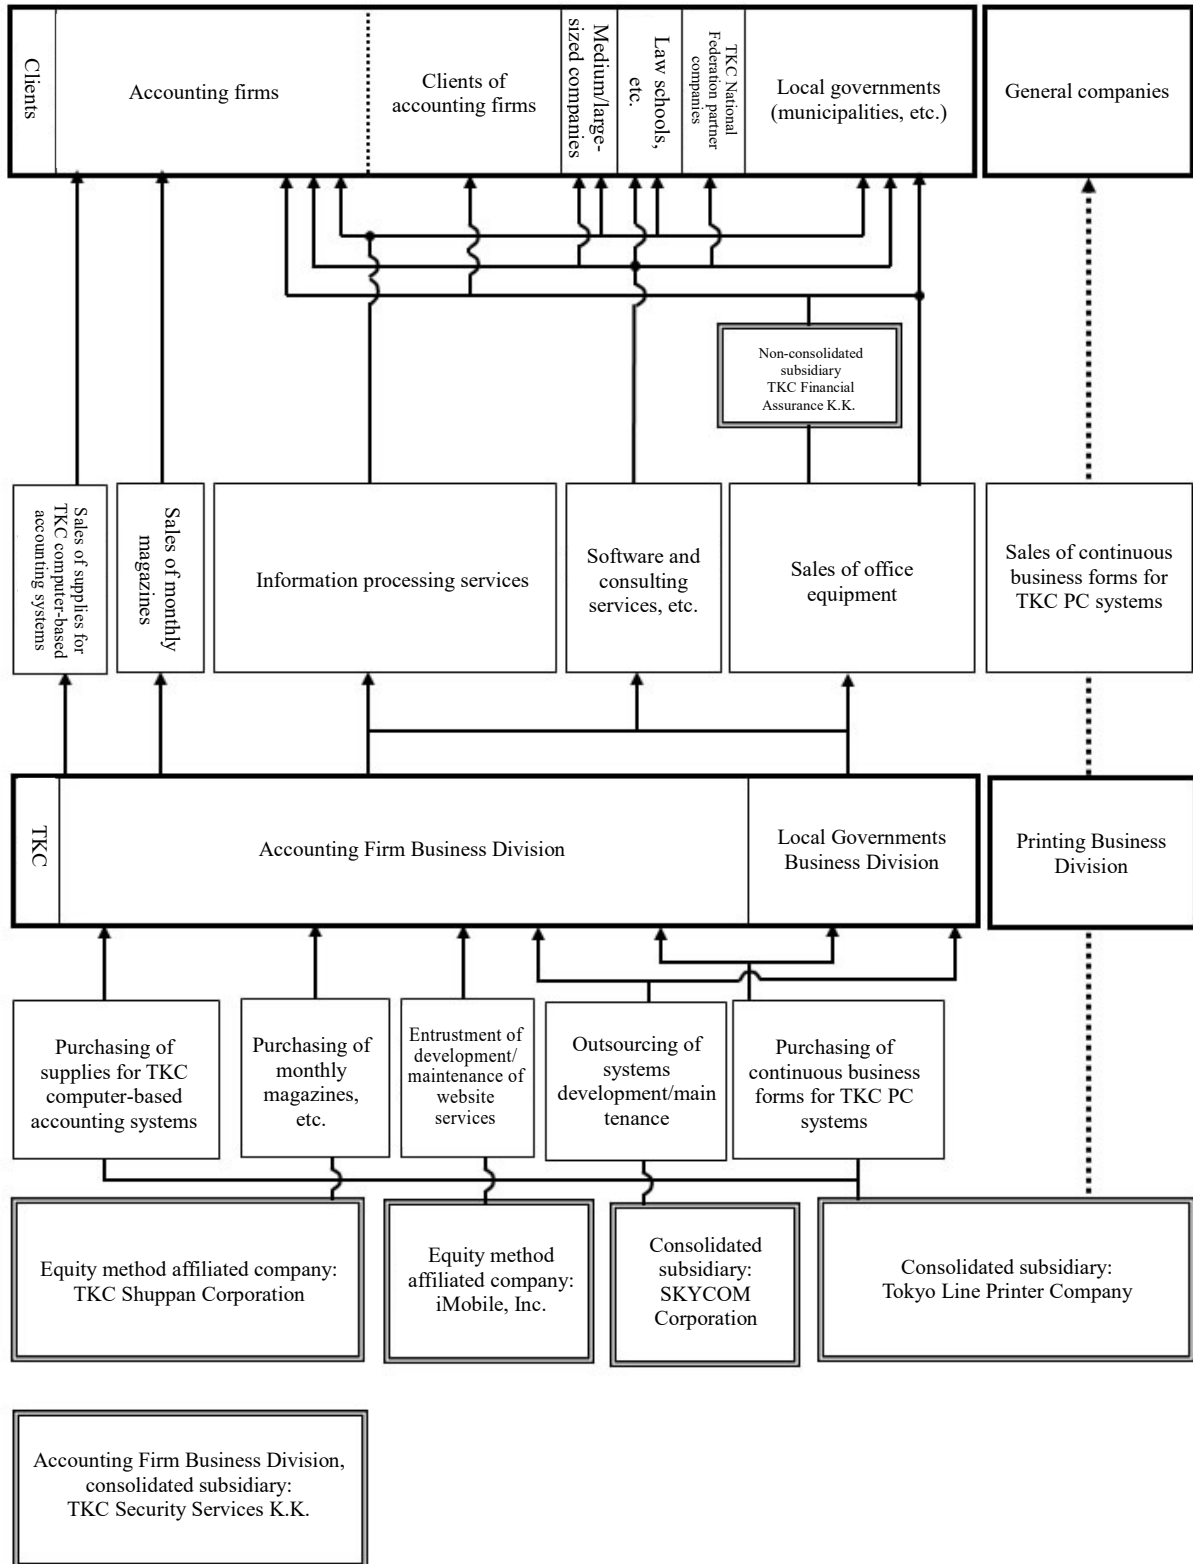 Clients
Accounting firms
Clients of
accounting firms
Medium/large-
sized companies
Law schools,
etc.
TKC National
Federation partner
companies
Local governments
(municipalities, etc.)
General companies
Non-consolidated
subsidiary
TKC Financial
Assurance K.K.
Sales of supplies for
TKC computer-based
accounting systems
Sales of monthly
magazines
Information processing services
Software and
consulting
services, etc.
Sales of office
equipment
Sales of continuous
business forms for
TKC PC systems
TKC
Accounting Firm Business Division
Local Governments
Business Division
Printing Business
Division
Purchasing of
supplies for TKC
computer-based
accounting systems
Purchasing of
monthly
magazines,
etc.
Entrustment of
development/
maintenance of
website
services
Outsourcing of
systems
development/main
tenance
Purchasing of
continuous business
forms for TKC PC
systems
Equity method affiliated company:
TKC Shuppan Corporation
Equity method
affiliated company:
iMobile, Inc.
Consolidated
subsidiary:
SKYCOM
Corporation
Consolidated subsidiary:
Tokyo Line Printer Company
Accounting Firm Business Division,
consolidated subsidiary:
TKC Security Services K.K.